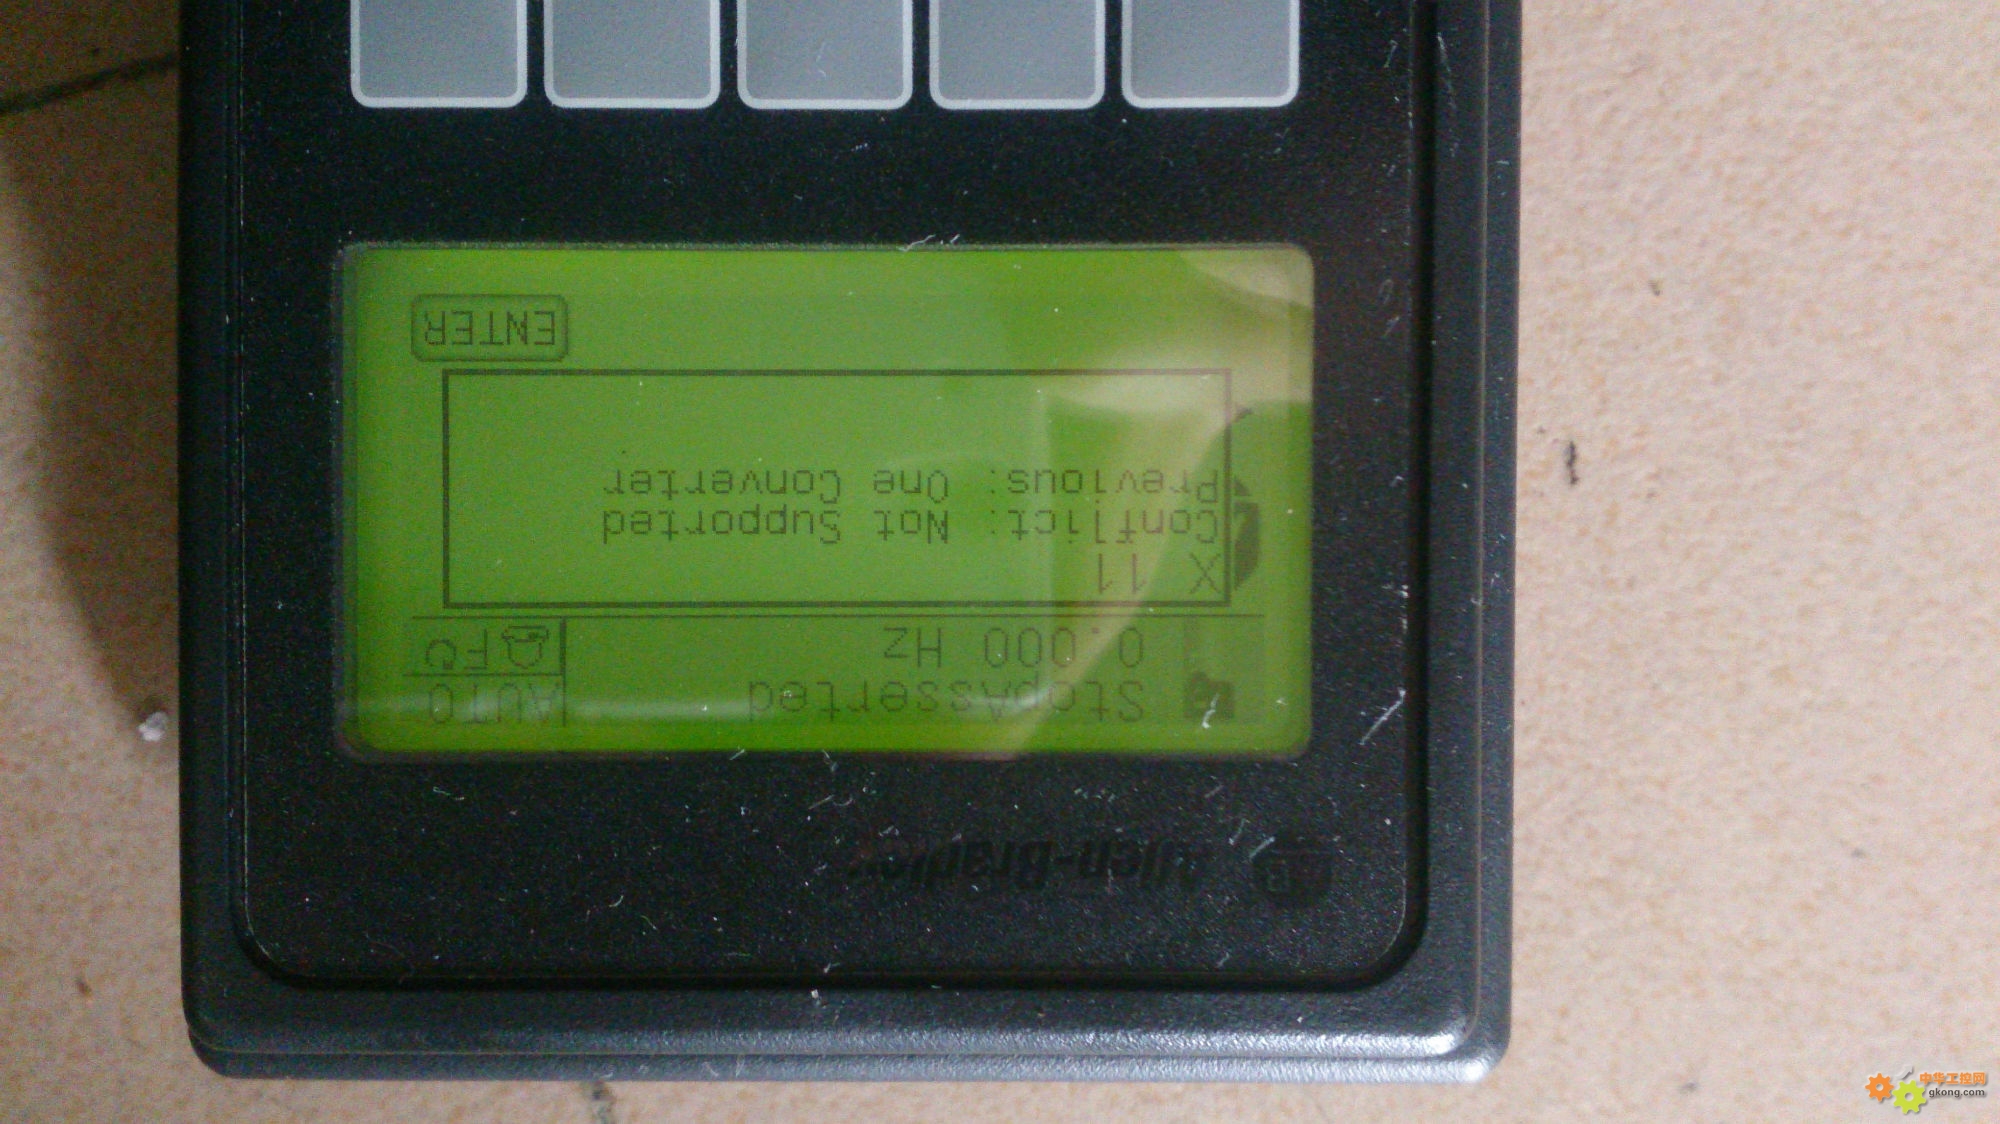 Allen-Bradley
StopAsserted
AUTO
0.000 Hz
F
X 11
Conflict: Not Supported
Previous: One Converter
ENTER
中华工控网
gkong.com